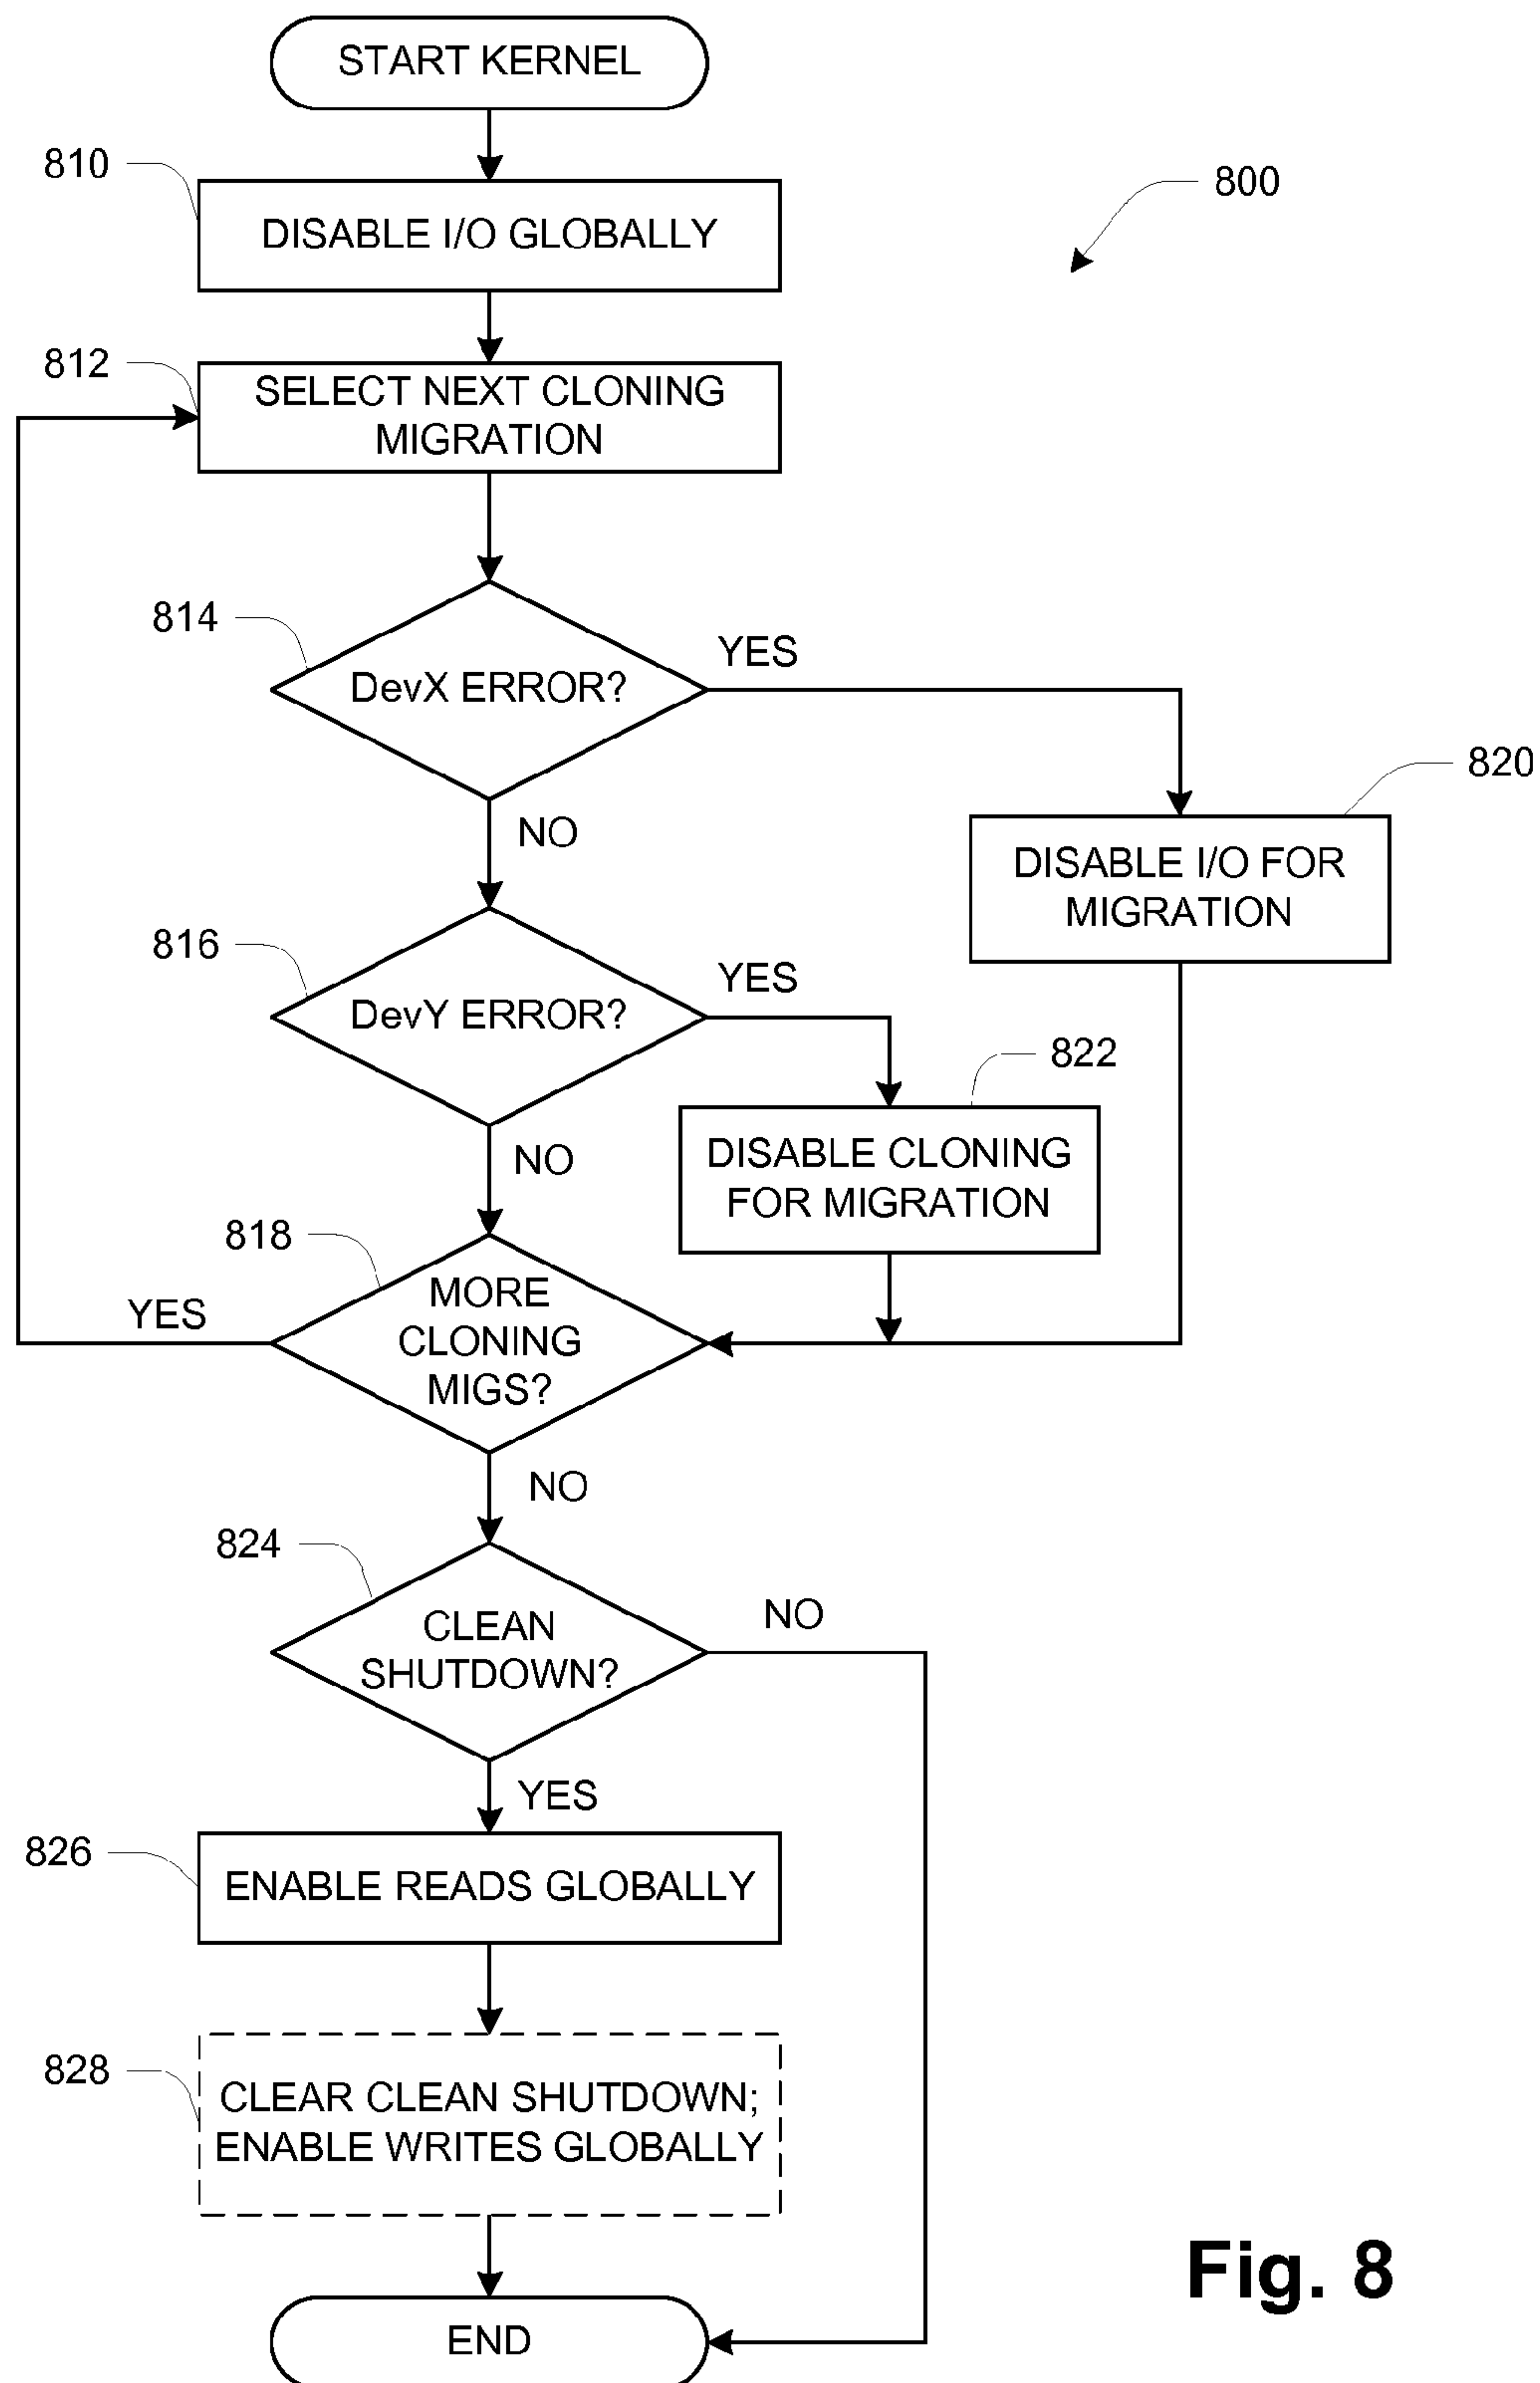 START KERNEL
810
DISABLE I/O GLOBALLY
800
812
SELECT NEXT CLONING
MIGRATION
814
DevX ERROR?
YES
NO
820
DISABLE I/O FOR
MIGRATION
816
DevY ERROR?
YES
NO
822
DISABLE CLONING
FOR MIGRATION
818
MORE
CLONING
MIGS?
YES
NO
824
CLEAN
SHUTDOWN?
NO
YES
826
ENABLE READS GLOBALLY
828
CLEAR CLEAN SHUTDOWN;
ENABLE WRITES GLOBALLY
END
Fig. 8